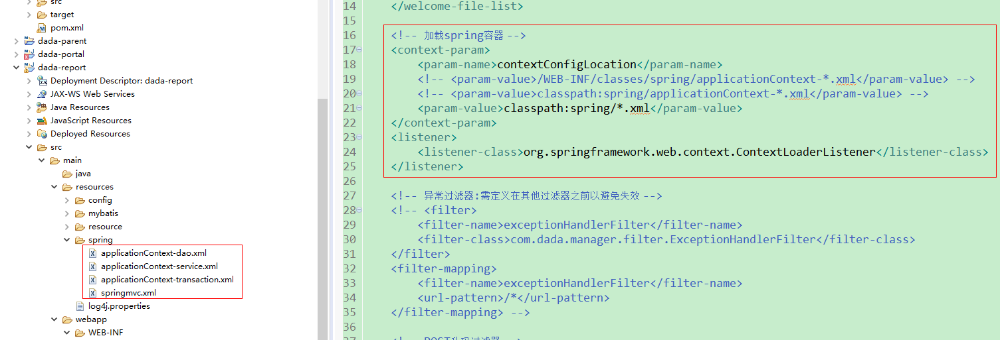 src
target
pom.xml
dada-parent
dada-portal
dada-report
Deployment Descriptor: dada-report
JAX-WS Web Services
Java Resources
JavaScript Resources
Deployed Resources
src
main
java
resources
config
mybatis
resource
spring
applicationContext-dao.xml
applicationContext-service.xml
applicationContext-transaction.xml
springmvc.xml
log4j.properties
webapp
WEB-INF
14 </welcome-file-list>
15
16 <!-- 加载spring容器 -->
17 <context-param>
18 <param-name>contextConfigLocation</param-name>
19 <!-- <param-value>/WEB-INF/classes/spring/applicationContext-*.xml</param-value> -->
20 <!-- <param-value>classpath:spring/applicationContext-*.xml</param-value> -->
21 <param-value>classpath:spring/*.xml</param-value>
22 </context-param>
23 <listener>
24 <listener-class>org.springframework.web.context.ContextLoaderListener</listener-class>
25 </listener>
26
27 <!-- 异常过滤器:需定义在其他过滤器之前以避免失效 -->
28 <!-- <filter>
29 <filter-name>exceptionHandlerFilter</filter-name>
30 <filter-class>com.dada.manager.filter.ExceptionHandlerFilter</filter-class>
31 </filter>
32 <filter-mapping>
33 <filter-name>exceptionHandlerFilter</filter-name>
34 <url-pattern>/*</url-pattern>
35 </filter-mapping> -->
36